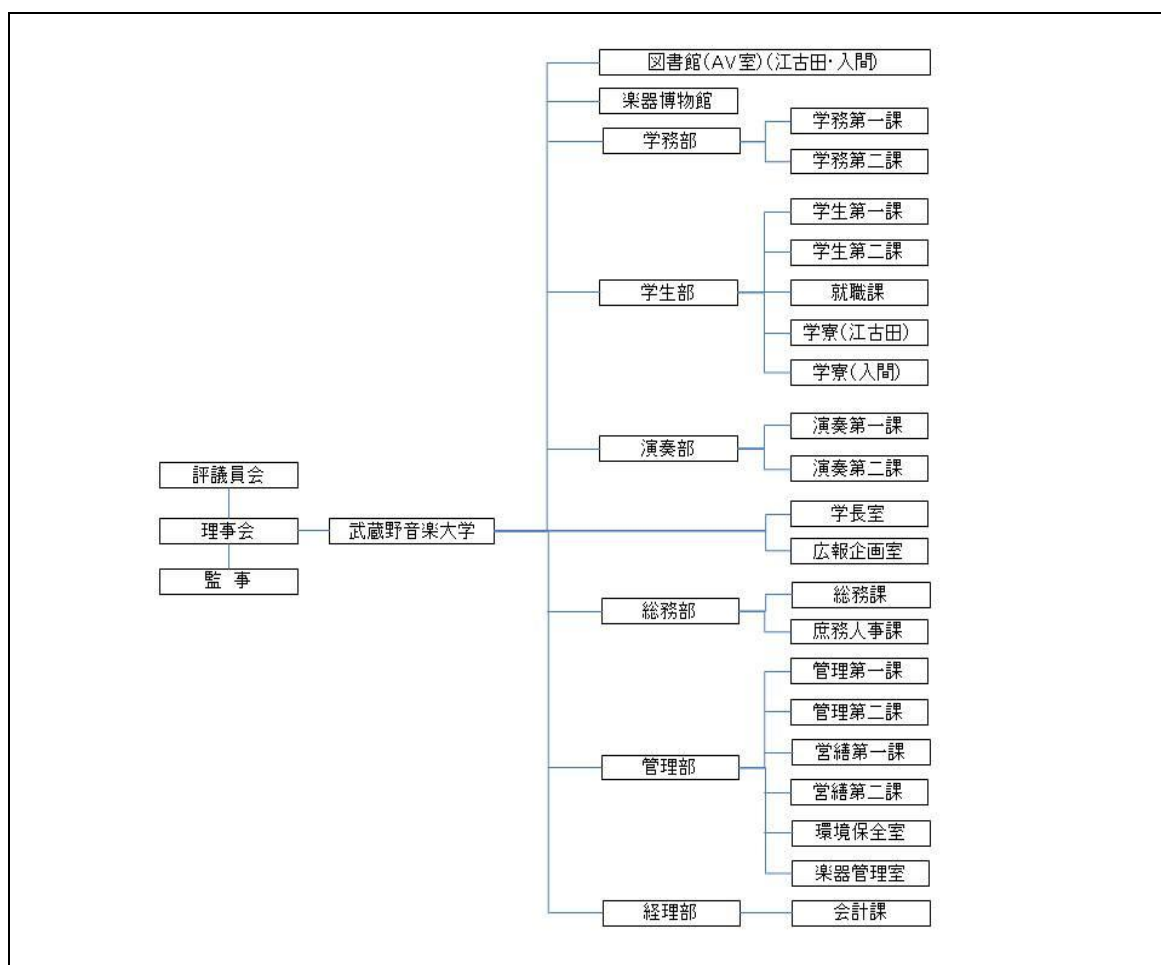 図書館(AV室)(江古田・入間)
楽器博物館
学務部
学務第一課
学務第二課
学生部
学生第一課
学生第二課
就職課
学寮(江古田)
学寮(入間)
演奏部
演奏第一課
演奏第二課
評議員会
理事会
監 事
武蔵野音楽大学
学長室
広報企画室
総務部
総務課
庶務人事課
管理部
管理第一課
管理第二課
営繕第一課
営繕第二課
環境保全室
楽器管理室
経理部
会計課